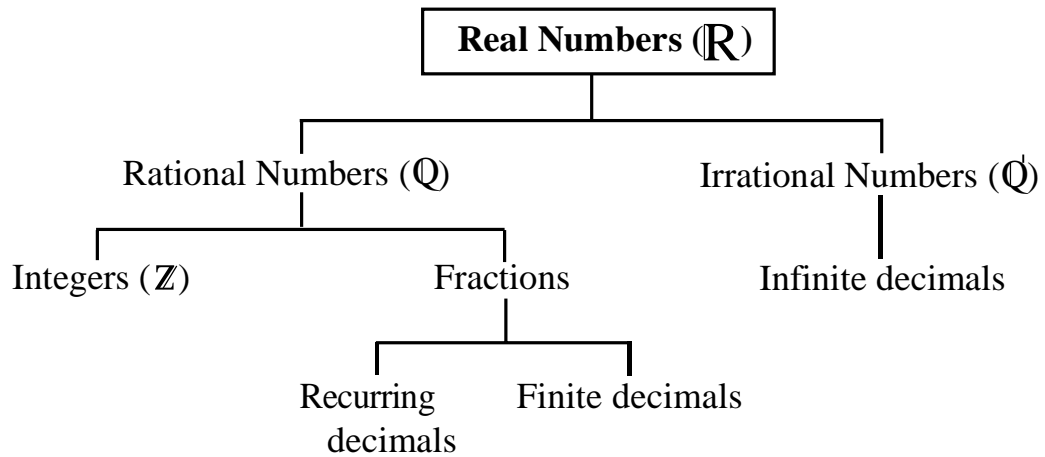 Real Numbers (ℝ)
Rational Numbers (ℚ)
Irrational Numbers (ℚ')
Integers (ℤ)
Fractions
Infinite decimals
Recurring
decimals
Finite decimals